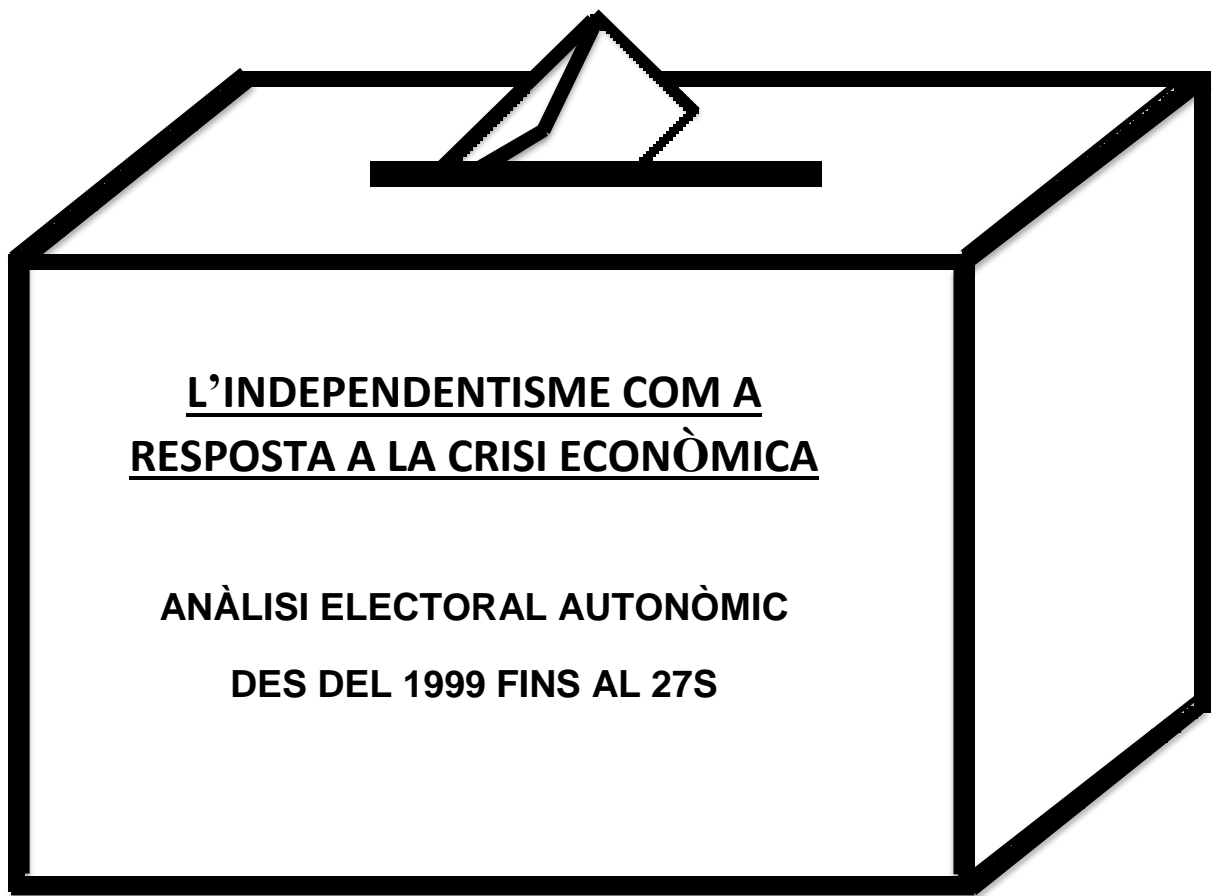 L’INDEPENDENTISME COM A
RESPOSTA A LA CRISI ECONÒMICA
ANÀLISI ELECTORAL AUTONÒMIC
DES DEL 1999 FINS AL 27S